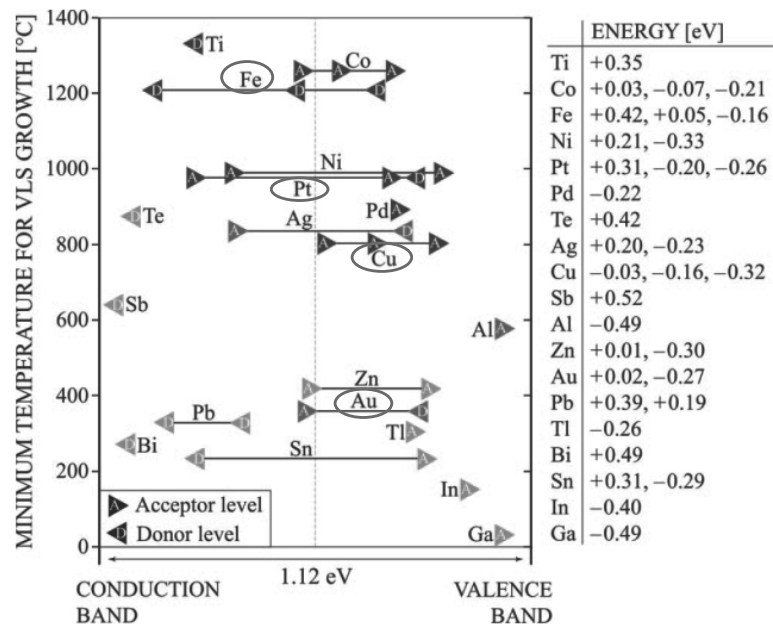 MINIMUM TEMPERATURE FOR VLS GROWTH [°C]
1400
1200
1000
800
600
400
200
0
D Ti
A Co A A
Fe
D D D
A Ni A
A Pt A D
D Te
Pd A
Ag
A D
A A A
Cu
D Sb
Al A
Zn
A A
Au
A D
Pb
D D
Tl A
D Bi
Sn
D A
In A
Ga A
A Acceptor level
D Donor level
1.12 eV
CONDUCTION
BAND
VALENCE
BAND
ENERGY [eV]
Ti +0.35
Co +0.03, −0.07, −0.21
Fe +0.42, +0.05, −0.16
Ni +0.21, −0.33
Pt +0.31, −0.20, −0.26
Pd −0.22
Te +0.42
Ag +0.20, −0.23
Cu −0.03, −0.16, −0.32
Sb +0.52
Al −0.49
Zn +0.01, −0.30
Au +0.02, −0.27
Pb +0.39, +0.19
Tl −0.26
Bi +0.49
Sn +0.31, −0.29
In −0.40
Ga −0.49